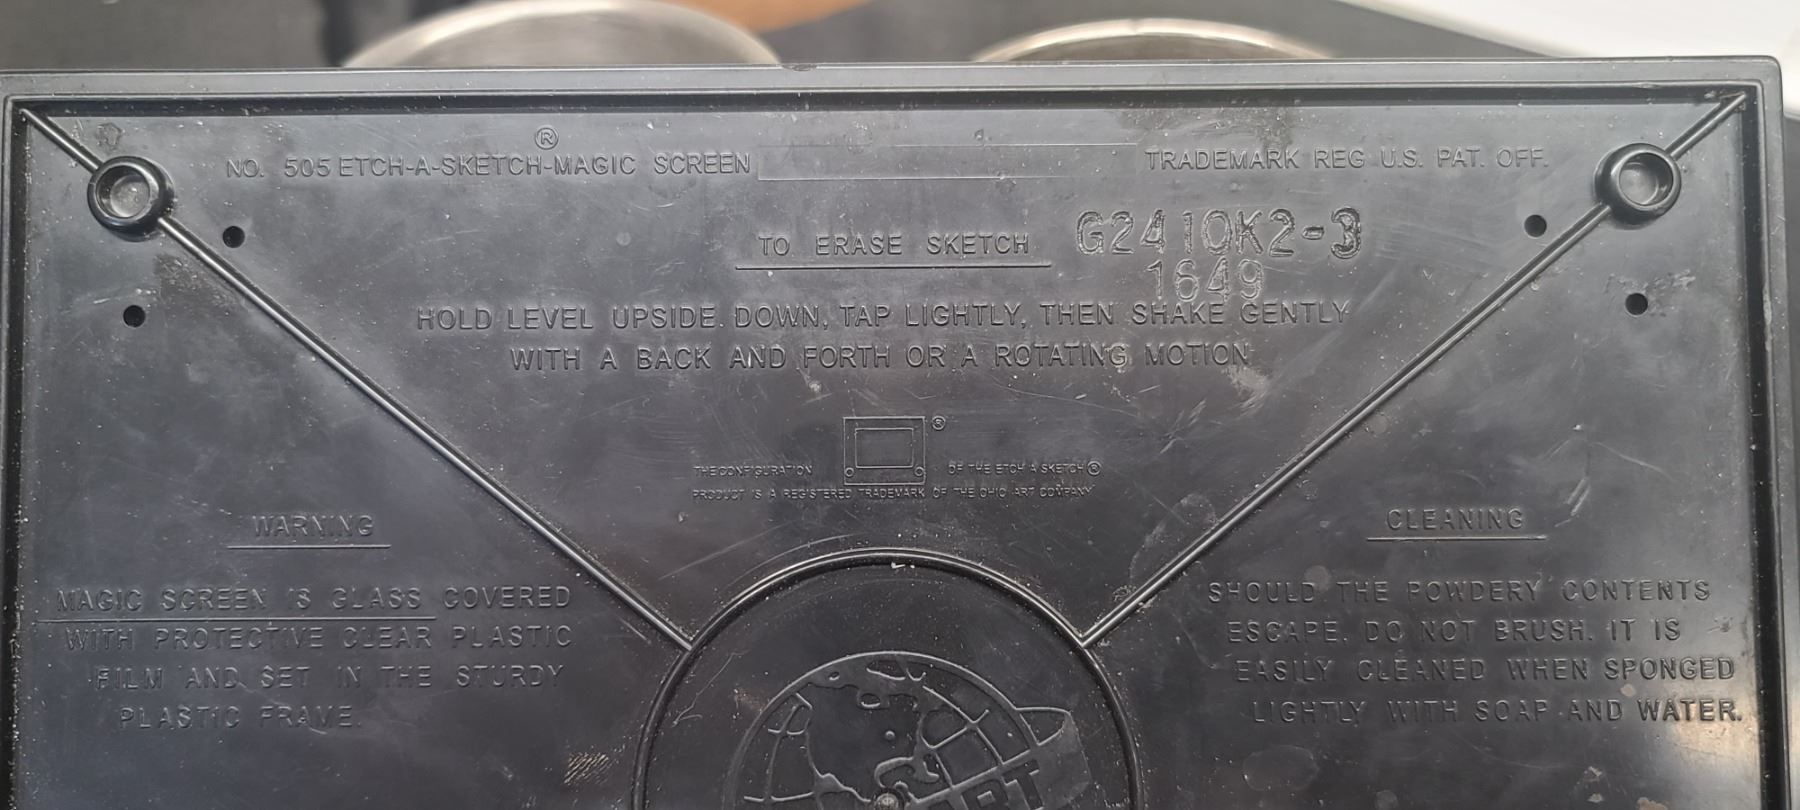 ®
NO. 505 ETCH-A-SKETCH-MAGIC SCREEN TRADEMARK REG U.S. PAT. OFF.
TO ERASE SKETCH
G2410K2-3
1649
HOLD LEVEL UPSIDE DOWN, TAP LIGHTLY, THEN SHAKE GENTLY
WITH A BACK AND FORTH OR A ROTATING MOTION
®
THE CONFIGURATION OF THE ETCH A SKETCH ®
PRODUCT IS A REGISTERED TRADEMARK OF THE OHIO ART COMPANY
WARNING
MAGIC SCREEN IS GLASS COVERED
WITH PROTECTIVE CLEAR PLASTIC
FILM AND SET IN THE STURDY
PLASTIC FRAME.
CLEANING
SHOULD THE POWDERY CONTENTS
ESCAPE, DO NOT BRUSH. IT IS
EASILY CLEANED WHEN SPONGED
LIGHTLY WITH SOAP AND WATER.
ART